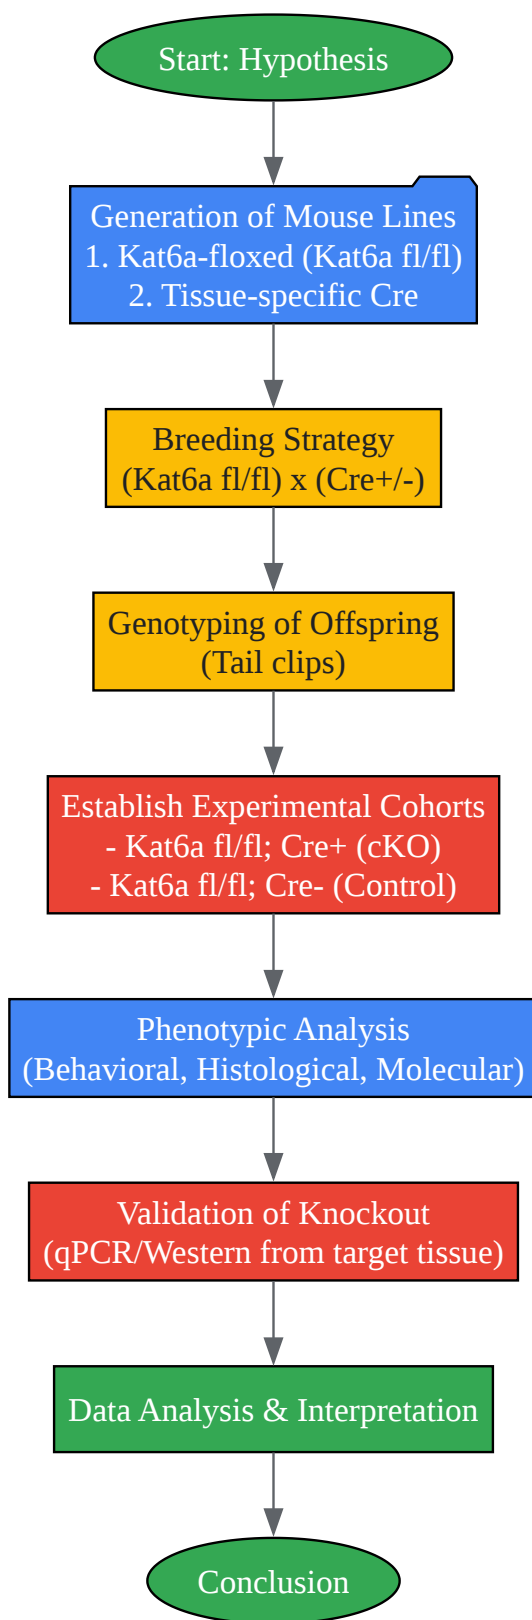 Start: Hypothesis
Generation of Mouse Lines
1. Kat6a-floxed (Kat6a fl/fl)
2. Tissue-specific Cre
Breeding Strategy
(Kat6a fl/fl) x (Cre+/-)
Genotyping of Offspring
(Tail clips)
Establish Experimental Cohorts
- Kat6a fl/fl; Cre+ (cKO)
- Kat6a fl/fl; Cre- (Control)
Phenotypic Analysis
(Behavioral, Histological, Molecular)
Validation of Knockout
(qPCR/Western from target tissue)
Data Analysis & Interpretation
Conclusion